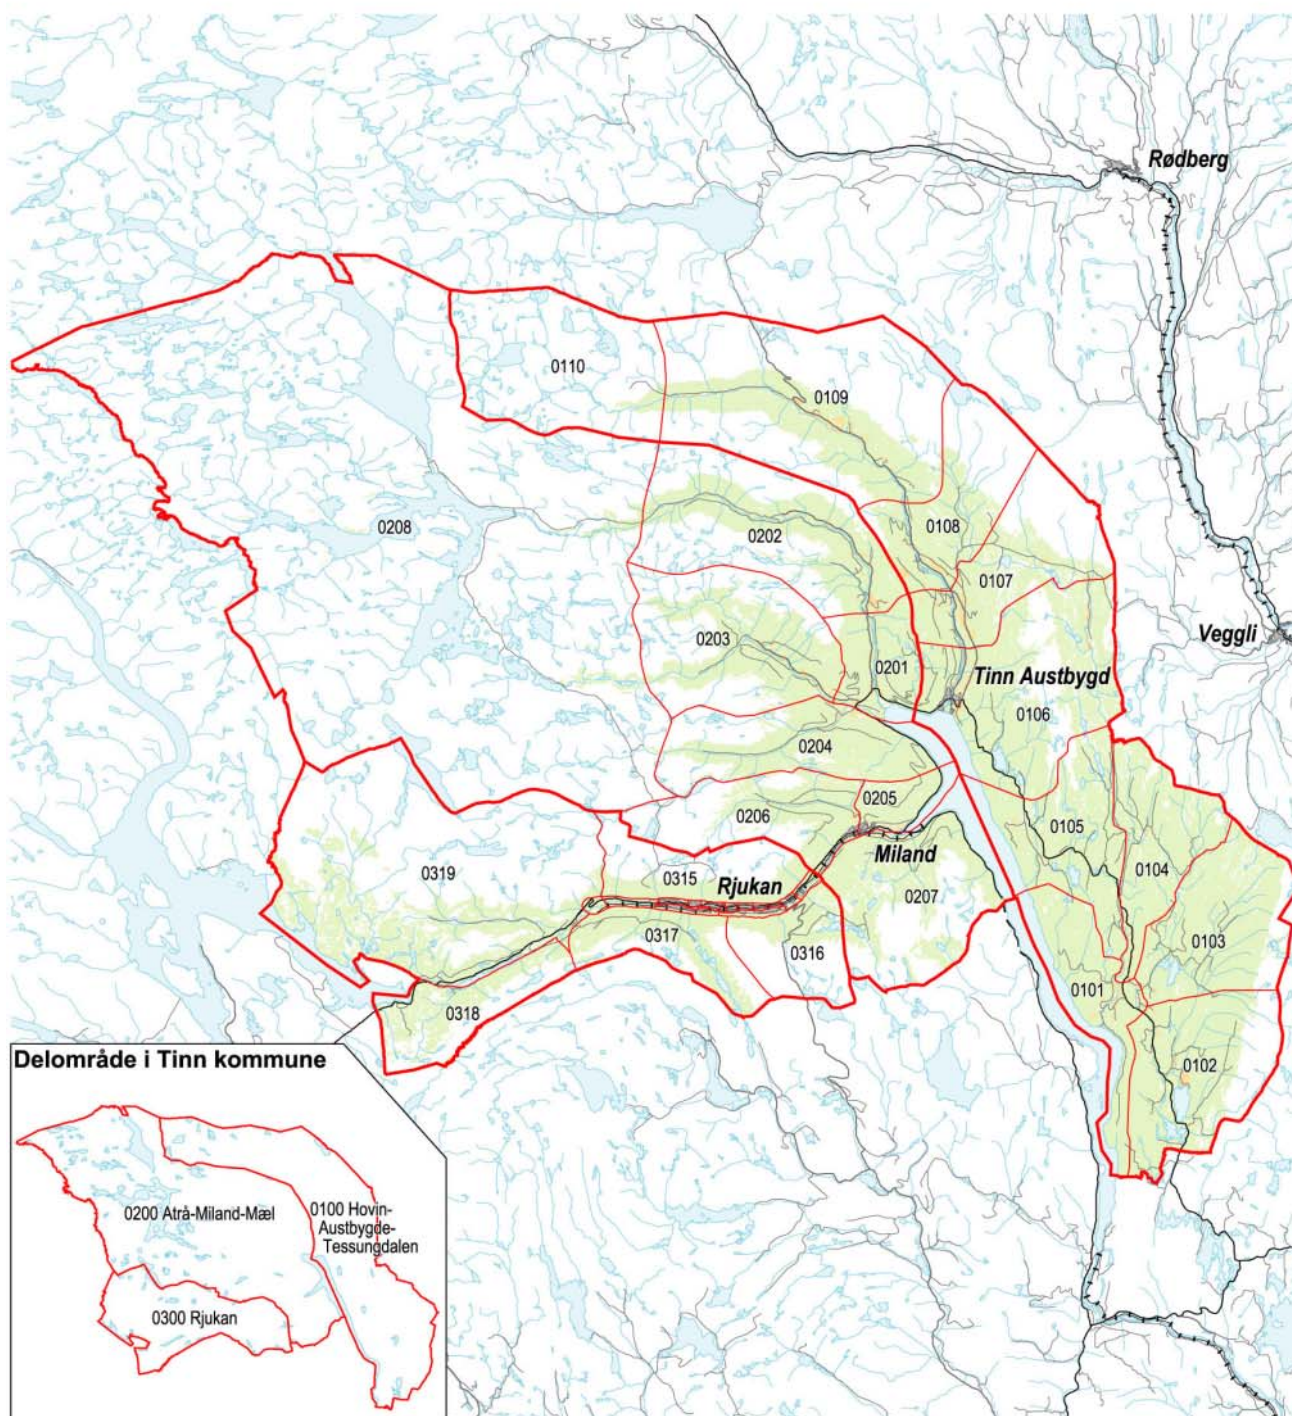 Rødberg
0110
0109
0208
0108
0202
0107
Veggli
0203
0201
Tinn Austbygd
0106
0204
0205
0206
0105
0104
Miland
0319
0315
Rjukan
0207
0317
0316
0103
0101
0318
0102
Delområde i Tinn kommune
0200 Atrå-Miland-Mæl
0100 Hovin-
Austbygde-
Tessungdalen
0300 Rjukan